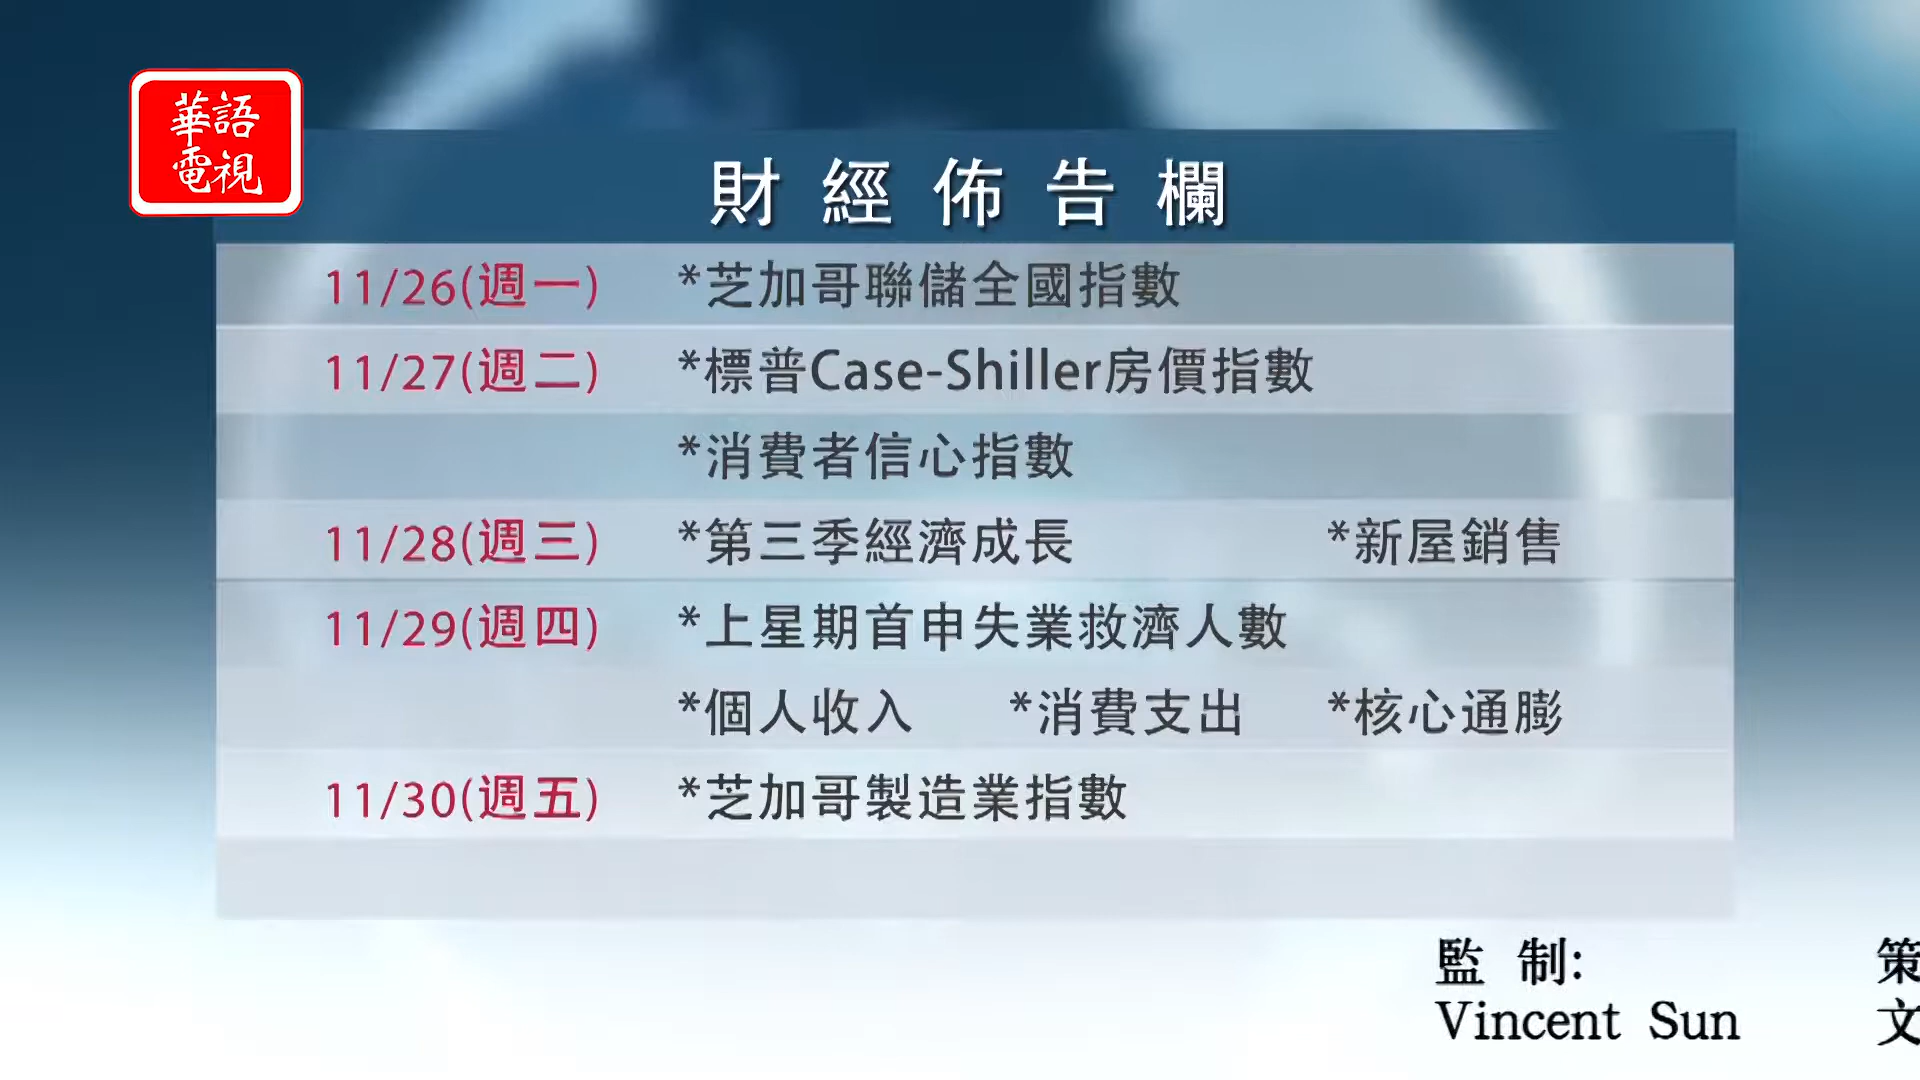 華語
電視
財經佈告欄
11/26(週一) *芝加哥聯儲全國指數
11/27(週二) *標普Case-Shiller房價指數
*消費者信心指數
11/28(週三) *第三季經濟成長 *新屋銷售
11/29(週四) *上星期首申失業救濟人數
*個人收入 *消費支出 *核心通膨
11/30(週五) *芝加哥製造業指數
監 制: 策
Vincent Sun 文